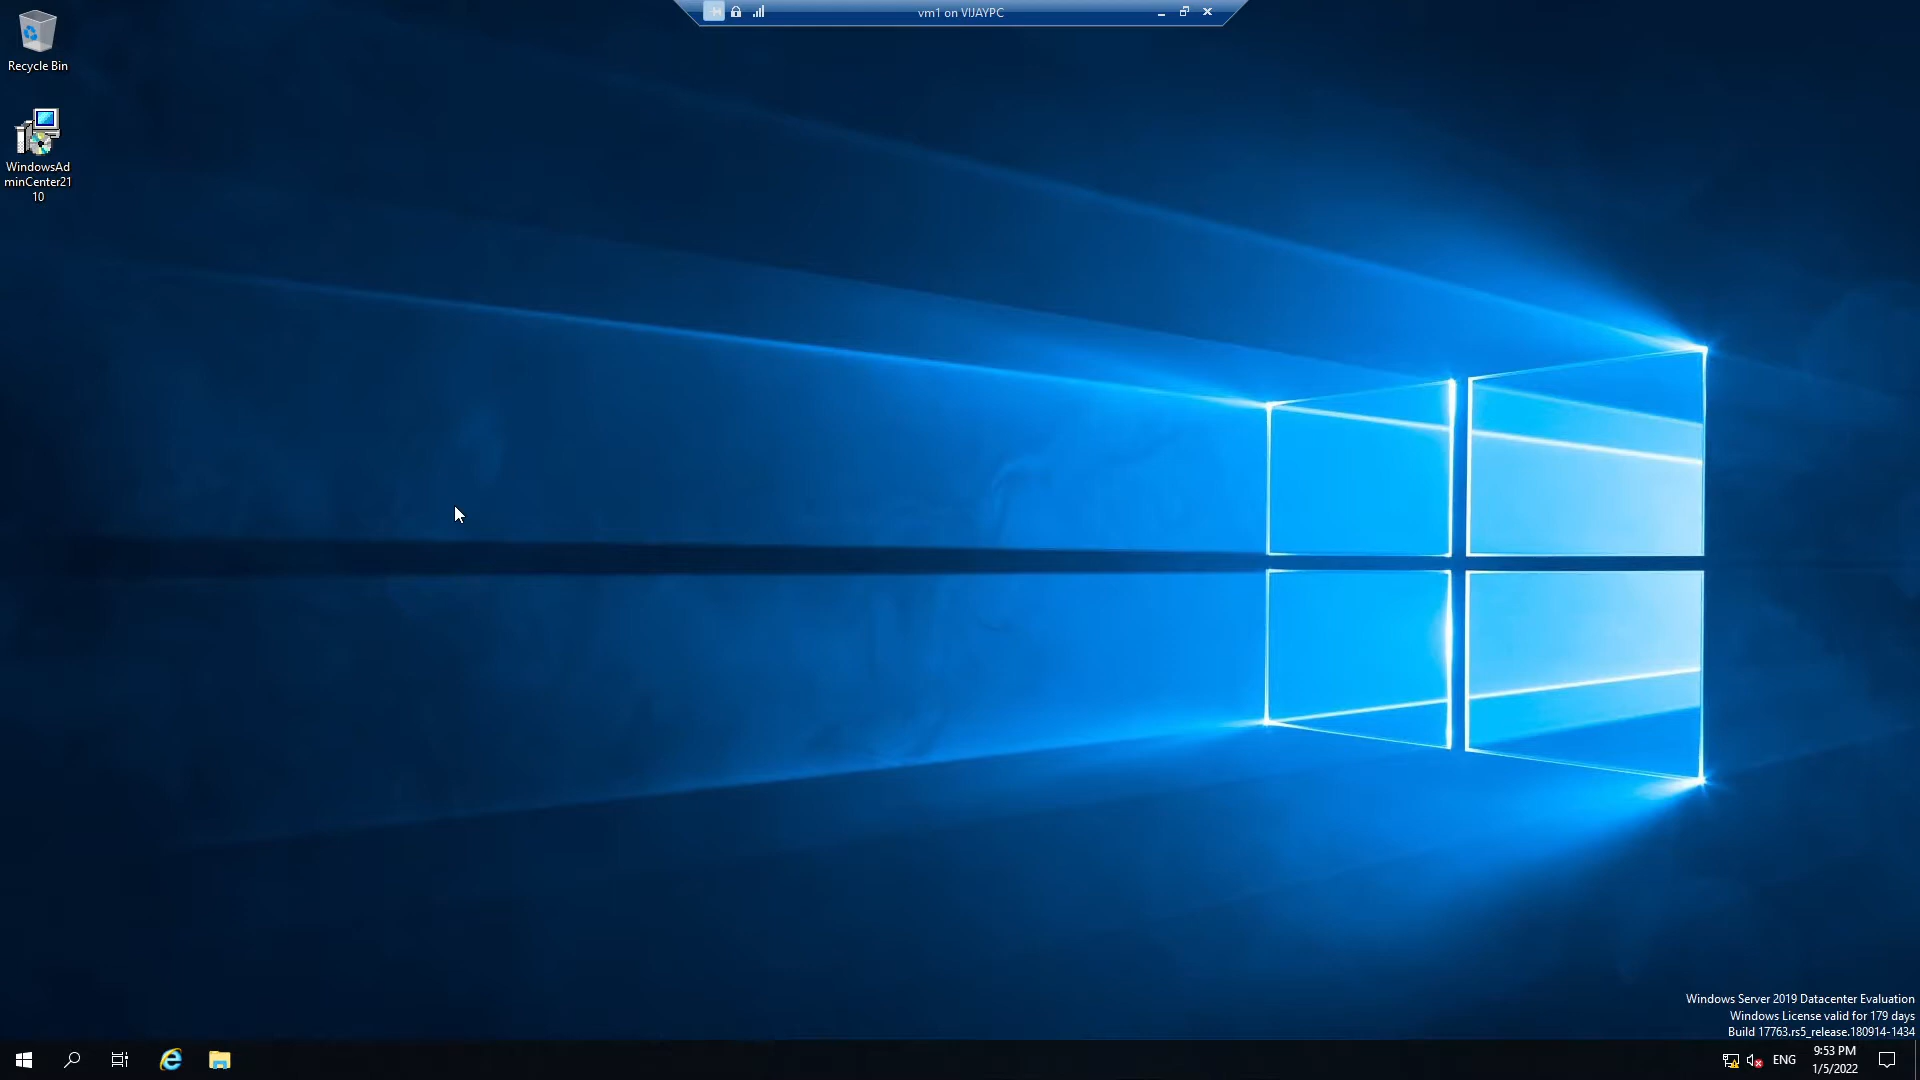 vm1 on VIJAYPC
Recycle Bin
WindowsAd
minCenter21
10
Windows Server 2019 Datacenter Evaluation
Windows License valid for 179 days
Build 17763.rs5_release.180914-1434
ENG
9:53 PM
1/5/2022